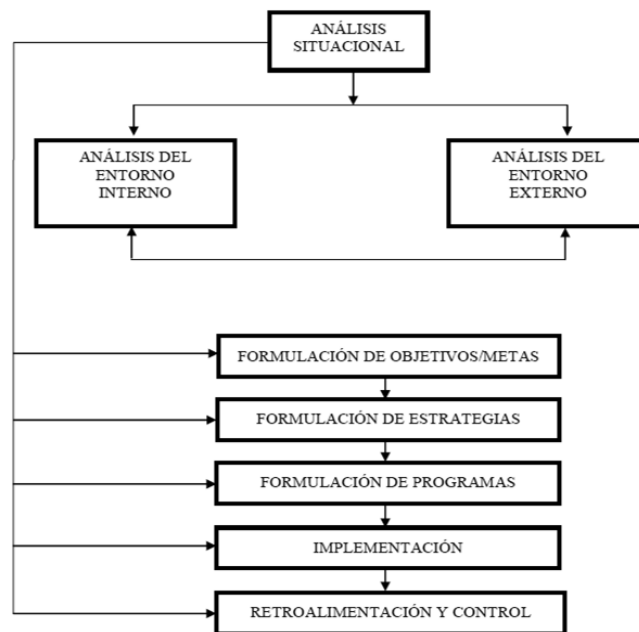 ANÁLISIS
SITUACIONAL
ANÁLISIS DEL
ENTORNO
INTERNO
ANÁLISIS DEL
ENTORNO
EXTERNO
FORMULACIÓN DE OBJETIVOS/METAS
FORMULACIÓN DE ESTRATEGIAS
FORMULACIÓN DE PROGRAMAS
IMPLEMENTACIÓN
RETROALIMENTACIÓN Y CONTROL